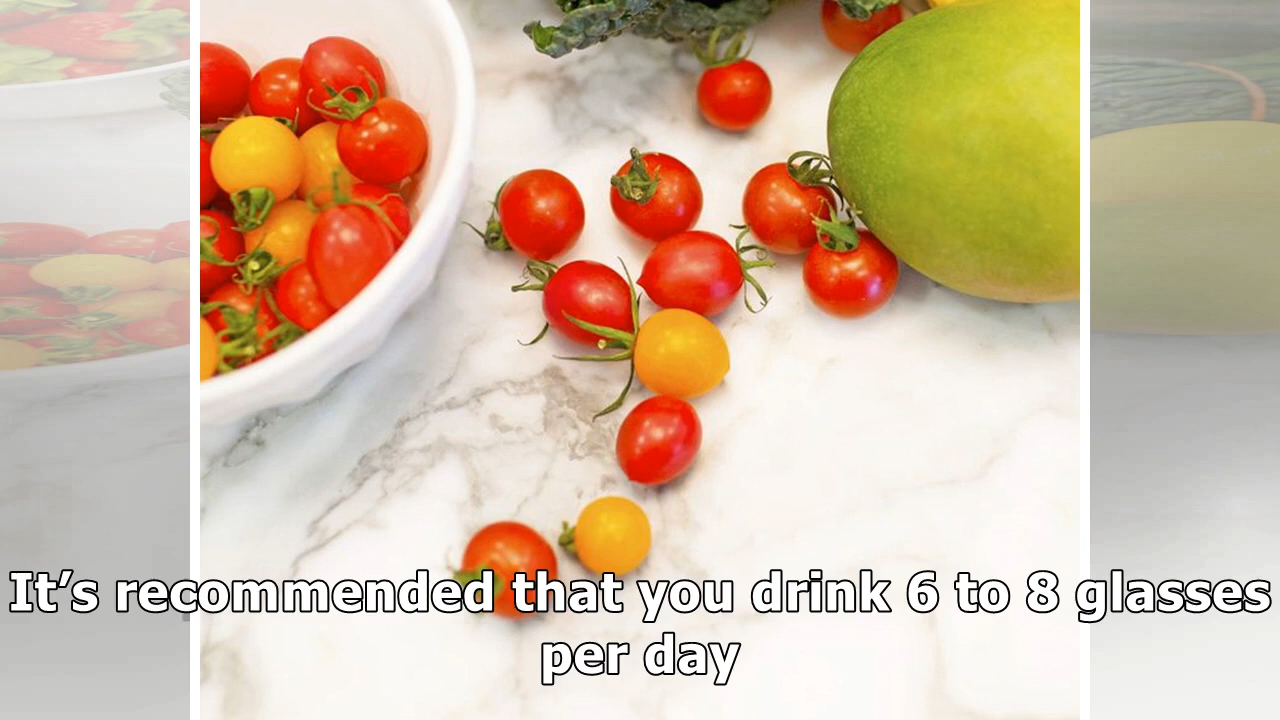 It’s recommended that you drink 6 to 8 glasses
per day